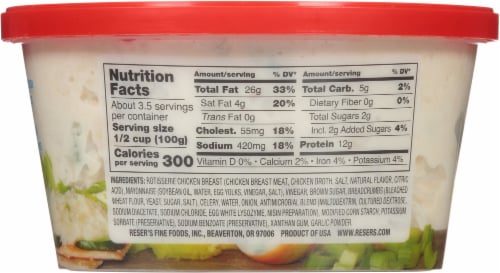 Nutrition
Facts
About 3.5 servings
per container
Serving size
1/2 cup (100g)
Calories
per serving 300
Amount/serving % DV*
Total Fat 26g 33%
Sat Fat 4g 20%
Trans Fat 0g
Cholest. 55mg 18%
Sodium 420mg 18%
Amount/serving % DV*
Total Carb. 5g 2%
Dietary Fiber 0g 0%
Total Sugars 2g
Incl. 2g Added Sugars 4%
Protein 12g
Vitamin D 0% • Calcium 2% • Iron 4% • Potassium 4%
INGREDIENTS: ROTISSERIE CHICKEN BREAST (CHICKEN BREAST MEAT, CHICKEN BROTH, SALT, NATURAL FLAVOR, CITRIC
ACID), MAYONNAISE (SOYBEAN OIL, WATER, EGG YOLKS, VINEGAR, SALT), VINEGAR, BROWN SUGAR, BREADCRUMBS (BLEACHED
WHEAT FLOUR, YEAST, SUGAR, SALT), CELERY, WATER, ONION, ANTIMICROBIAL BLEND (MALTODEXTRIN, CULTURED DEXTROSE,
SODIUM DIACETATE, SODIUM CHLORIDE, EGG WHITE LYSOZYME, NISIN PREPARATION), MODIFIED CORN STARCH, POTASSIUM
SORBATE (PRESERVATIVE), SODIUM BENZOATE (PRESERVATIVE), XANTHAN GUM, GARLIC POWDER.
RESER'S FINE FOODS, INC., BEAVERTON, OR 97006 PRODUCT OF USA WWW.RESERS.COM